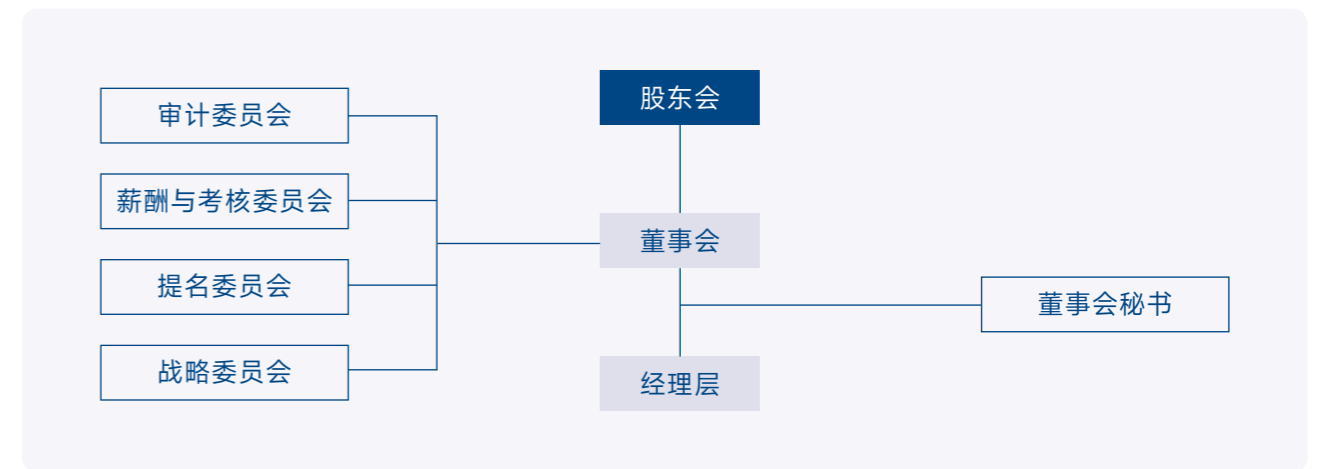 股东会
审计委员会
薪酬与考核委员会
董事会
提名委员会
董事会秘书
战略委员会
经理层